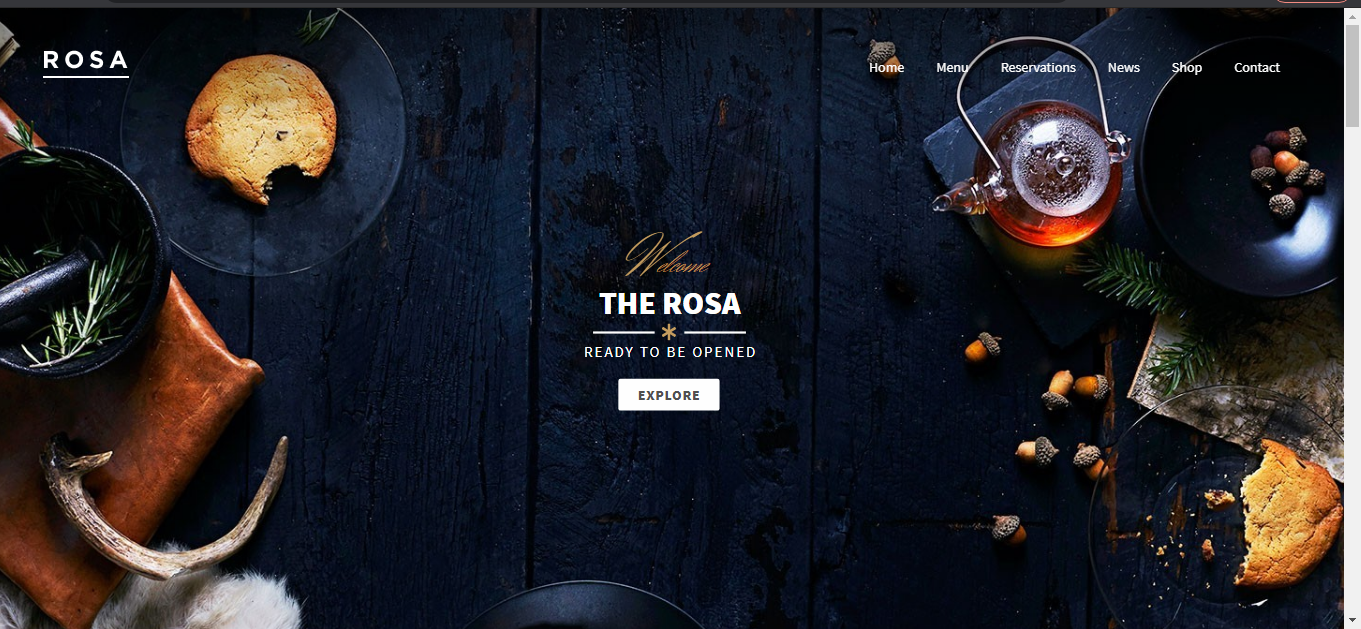 ROSA
Home Menu Reservations News Shop Contact
Welcome
THE ROSA
READY TO BE OPENED
EXPLORE